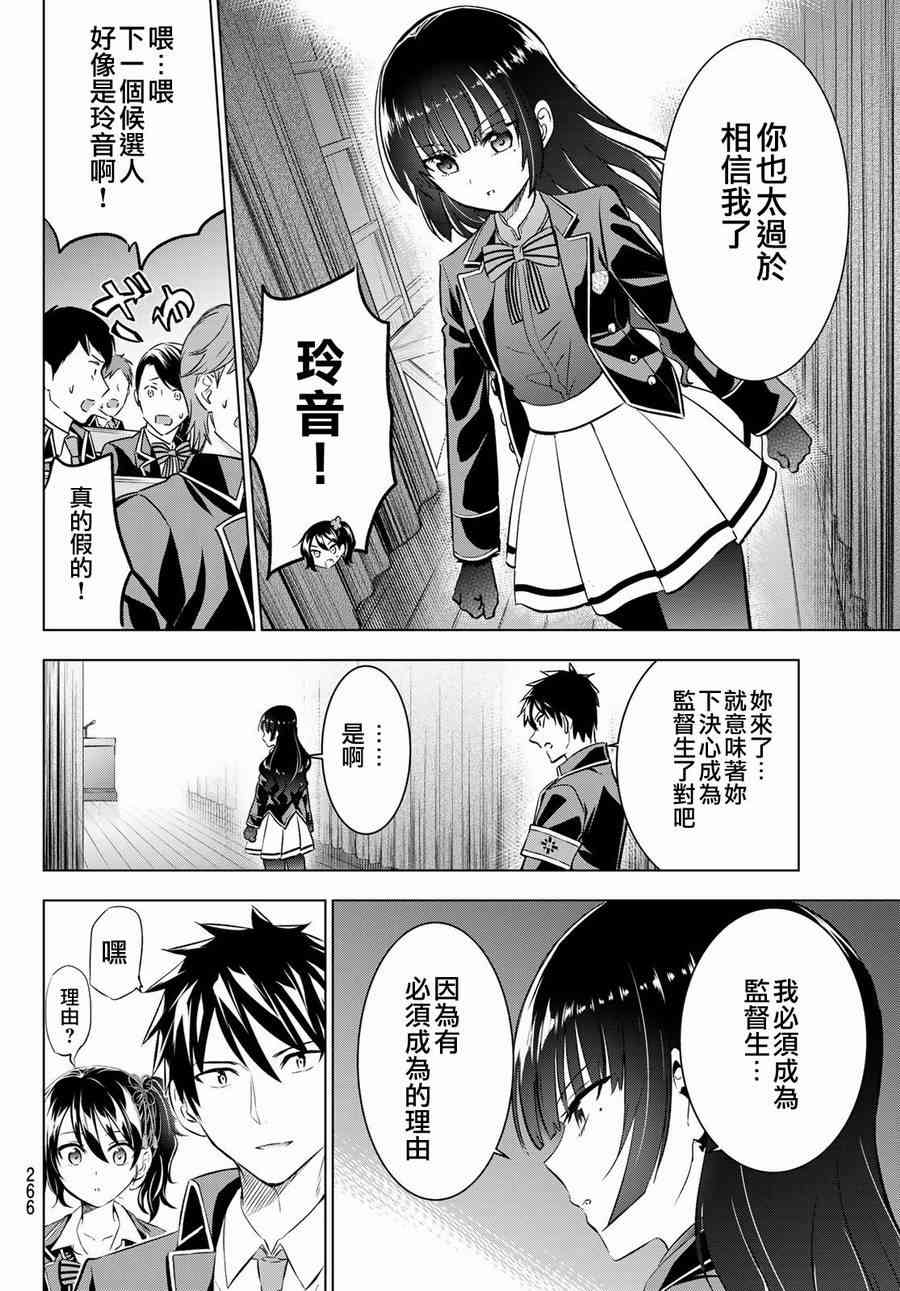 你也太過於
相信我了
玲音！
喂…喂
下一個候選人
好像是玲音啊！
ザワ
真的假的！
妳來了…
就意味著妳
下決心成為
監督生了對吧
……
是啊
我必須成為
監督生…
因為有
必須成為的理由
嘿
理由？
266